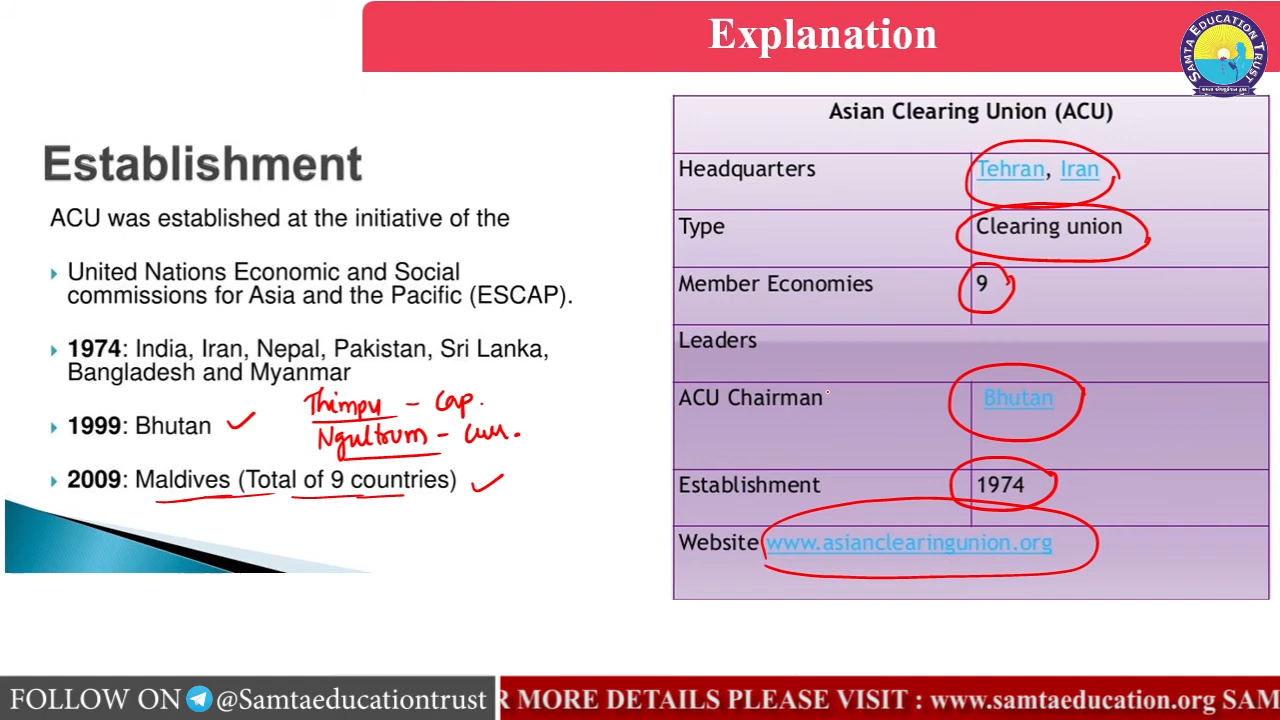 Explanation
SAMTA EDUCATION TRUST
Establishment
ACU was established at the initiative of the
United Nations Economic and Social
commissions for Asia and the Pacific (ESCAP).
1974: India, Iran, Nepal, Pakistan, Sri Lanka,
Bangladesh and Myanmar
Thimpu - Cap.
1999: Bhutan
Ngultrum - Curr.
2009: Maldives (Total of 9 countries)
Asian Clearing Union (ACU)
Headquarters Tehran, Iran
Type Clearing union
Member Economies 9
Leaders
ACU Chairman Bhutan
Establishment 1974
Website www.asianclearingunion.org
FOLLOW ON @Samtaeducationtrust
R MORE DETAILS PLEASE VISIT : www.samtaeducation.org SAM